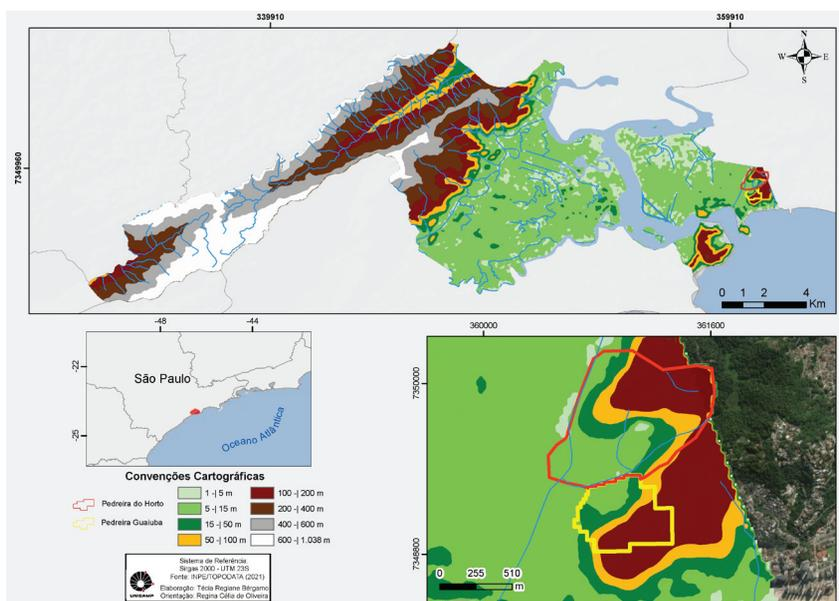 339910
359910
7349960
N
W E
S
0 1 2 4
Km
-48 -44
-22
-25
São Paulo
Oceano Atlântica
360000 361600
7350000
7348800
0 255 510
m
Convenções Cartográficas
Pedreira do Horto
Pedreira Guaiuba
1 -| 5 m
5 -| 15 m
15 -| 50 m
50 -| 100 m
100 -| 200 m
200 -| 400 m
400 -| 600 m
600 -| 1.038 m
UNICAMP
Sistema de Referência:
Sirgas 2000 - UTM 23S
Fonte: INPE/TOPODATA (2021)
Elaboração: Técia Regiane Bérgamo
Orientação: Regina Célia de Oliveira